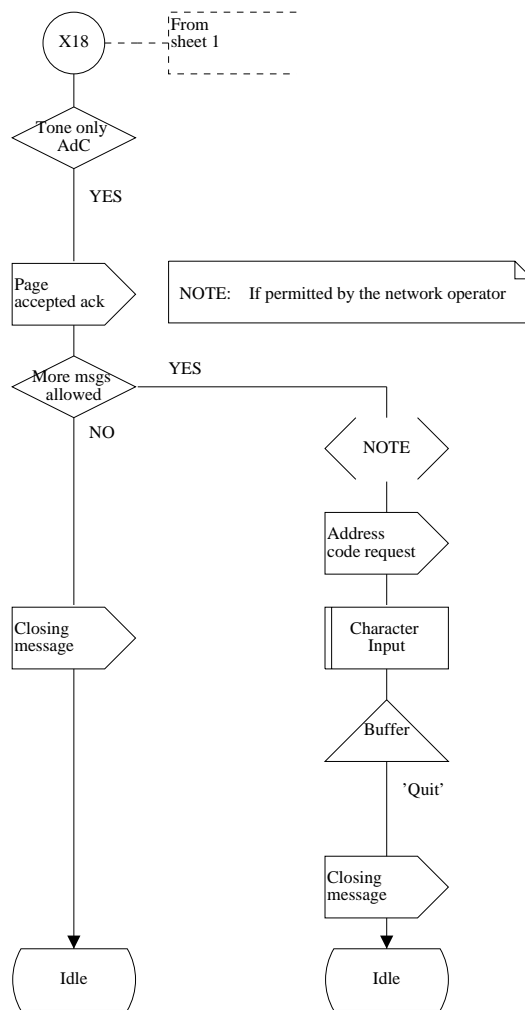 X18
From
sheet 1
Tone only
AdC
YES
Page
accepted ack
NOTE: If permitted by the network operator
More msgs
allowed
YES
NO
NOTE
Address
code request
Closing
message
Character
Input
Buffer
'Quit'
Closing
message
Idle
Idle